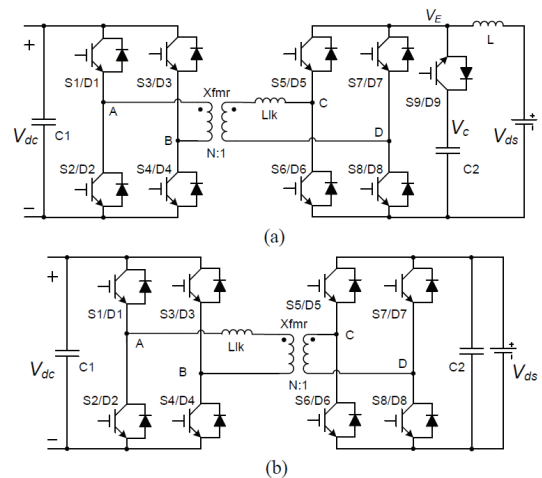 +
V_E
L
S1/D1
S3/D3
S5/D5
S7/D7
Xfmr
Llk
S9/D9
A
C
V_dc
C1
B
D
V_c
V_ds
N:1
C2
S2/D2
S4/D4
S6/D6
S8/D8
−
(a)
+
S1/D1
S3/D3
S5/D5
S7/D7
Xfmr
A
C
Llk
V_dc
C1
B
D
C2
V_ds
N:1
S2/D2
S4/D4
S6/D6
S8/D8
−
(b)